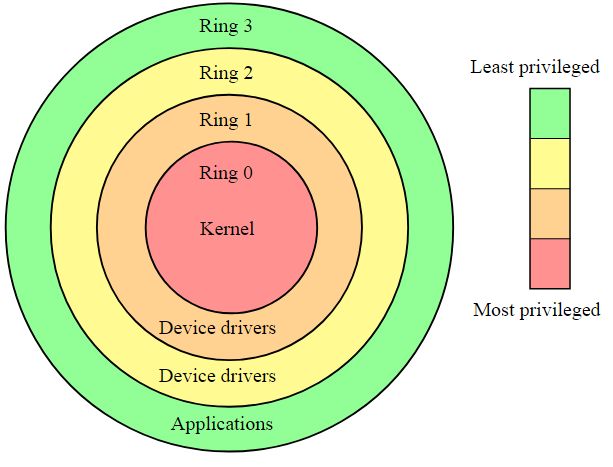 Ring 3
Ring 2
Ring 1
Ring 0
Kernel
Device drivers
Device drivers
Applications
Least privileged
Most privileged